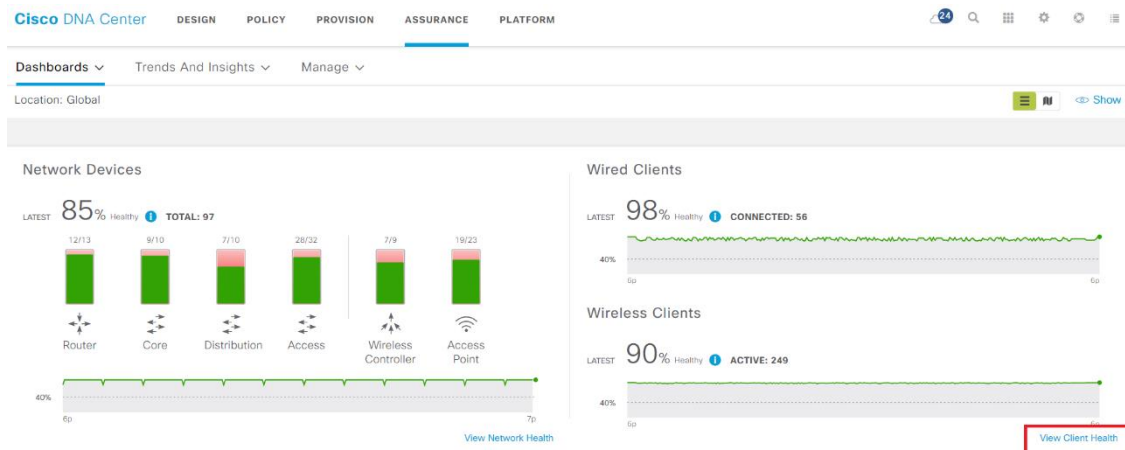 Cisco DNA Center DESIGN POLICY PROVISION ASSURANCE PLATFORM 24
Dashboards Trends And Insights Manage
Location: Global Show
Network Devices
LATEST 85% Healthy i TOTAL: 97
12/13 9/10 7/10 28/32 7/9 19/23
Router Core Distribution Access Wireless Controller Access Point
40%
6p 7p
View Network Health
Wired Clients
LATEST 98% Healthy i CONNECTED: 56
40%
6p 6p
Wireless Clients
LATEST 90% Healthy i ACTIVE: 249
40%
6p 6p
View Client Health